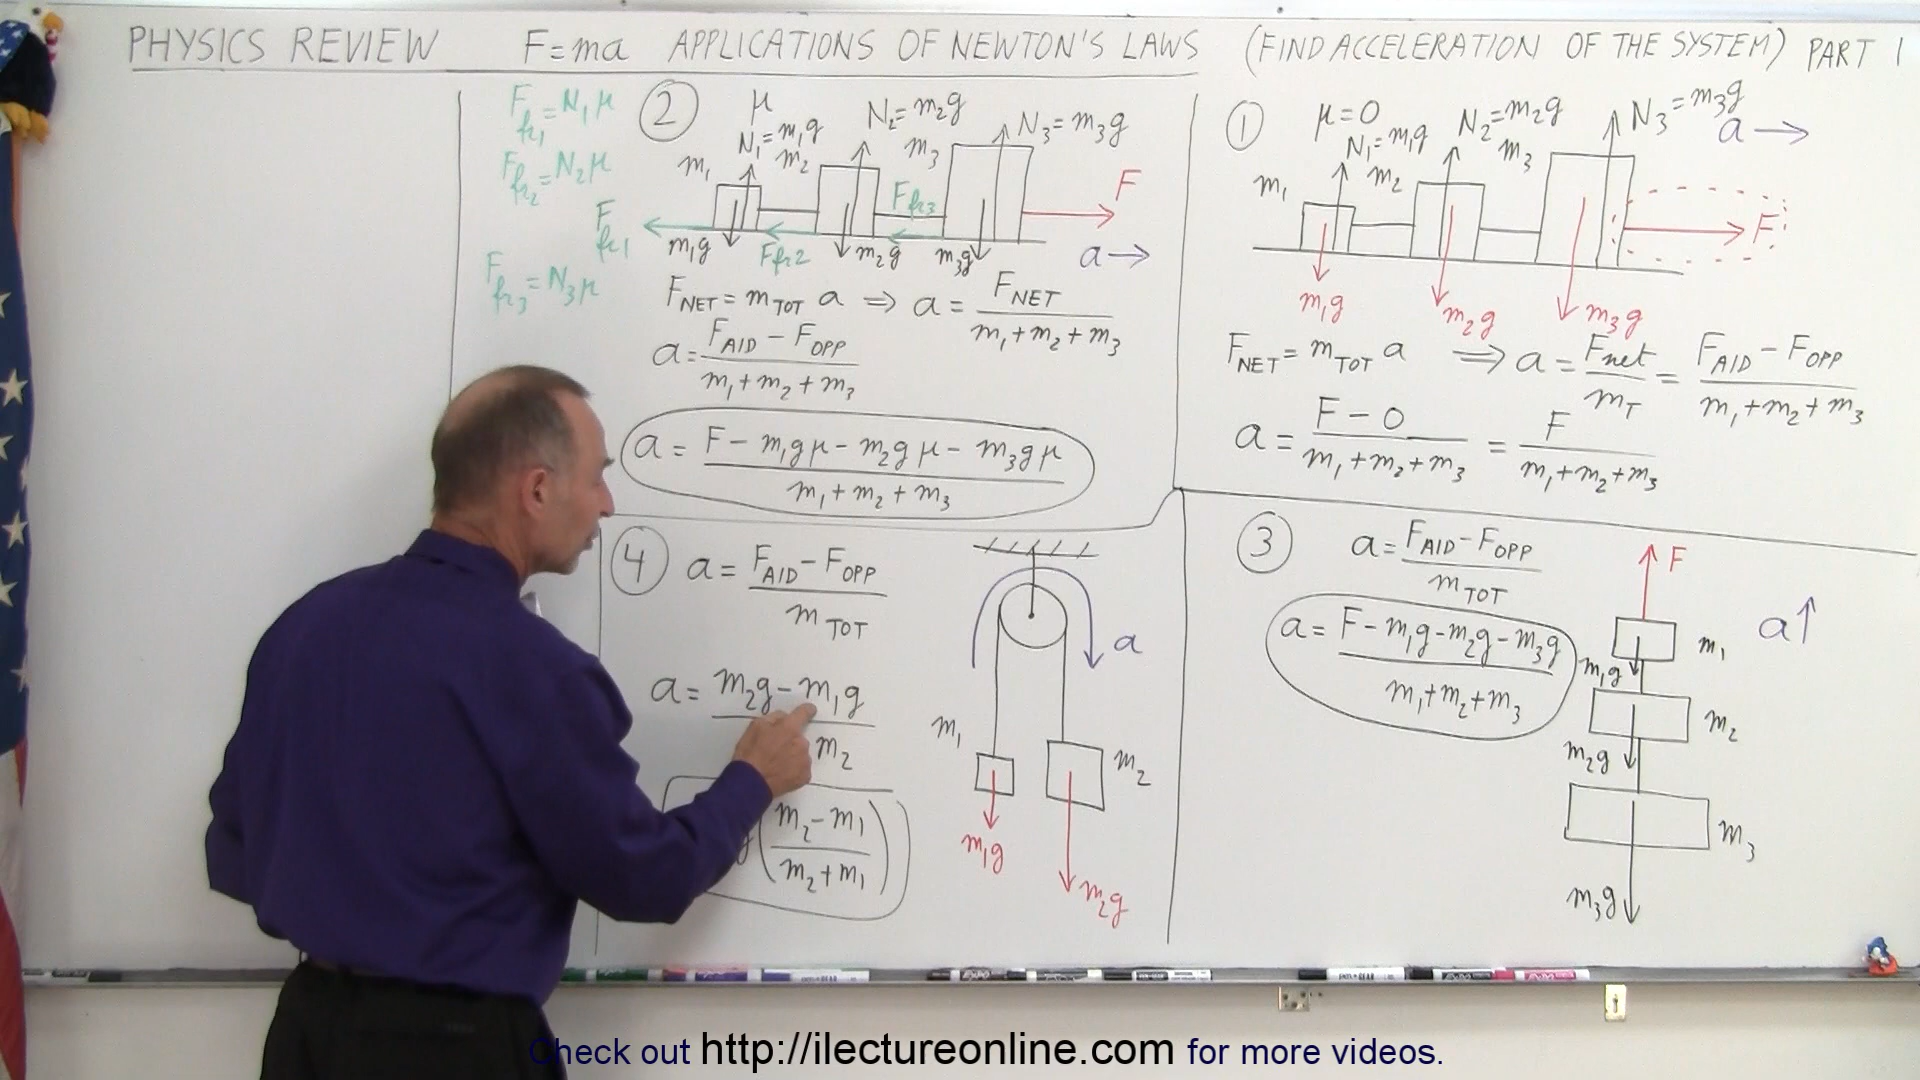 PHYSICS REVIEW F=ma APPLICATIONS OF NEWTON'S LAWS (FIND ACCELERATION OF THE SYSTEM) PART 1
② μ
F_fr1 = N₁μ
F_fr2 = N₂μ
F_fr3 = N₃μ
N₁=m₁g N₂=m₂g N₃=m₃g
m₁ m₂ m₃
F
F_fr1 F_fr2 F_fr3
m₁g m₂g m₃g
a →
F_NET = m_TOT a ⇒ a = F_NET / (m₁+m₂+m₃)
a = (F_AID − F_OPP) / (m₁+m₂+m₃)
a = (F − m₁gμ − m₂gμ − m₃gμ) / (m₁+m₂+m₃)
① μ=0
N₁=m₁g N₂=m₂g N₃=m₃g
a →
m₁ m₂ m₃
F
m₁g m₂g m₃g
F_NET = m_TOT a ⇒ a = F_net / m_T = (F_AID − F_OPP) / (m₁+m₂+m₃)
a = (F − 0) / (m₁+m₂+m₃) = F / (m₁+m₂+m₃)
④ a = (F_AID − F_OPP) / m_TOT
a = (m₂g − m₁g) / m₂
g((m₂ − m₁) / (m₂ + m₁))
a
m₁ m₂
m₁g
m₂g
③ a = (F_AID − F_OPP) / m_TOT
a = (F − m₁g − m₂g − m₃g) / (m₁+m₂+m₃)
F
a↑
m₁
m₁g
m₂
m₂g
m₃
m₃g
Check out http://ilectureonline.com for more videos.